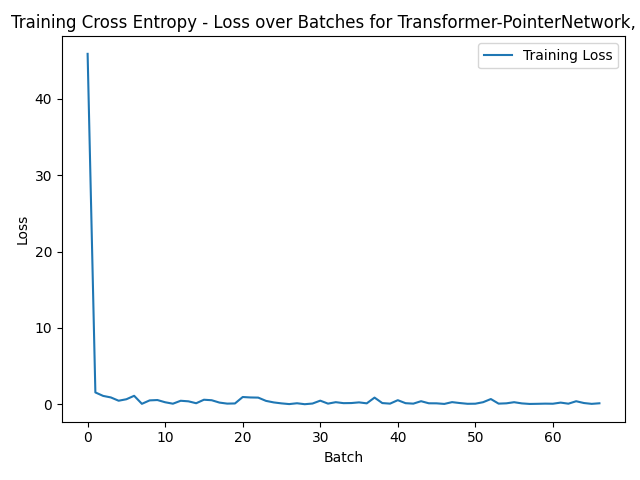 Training Cross Entropy - Loss over Batches for Transformer-PointerNetwork,
Training Loss
40
30
20
10
0
Loss
0 10 20 30 40 50 60
Batch